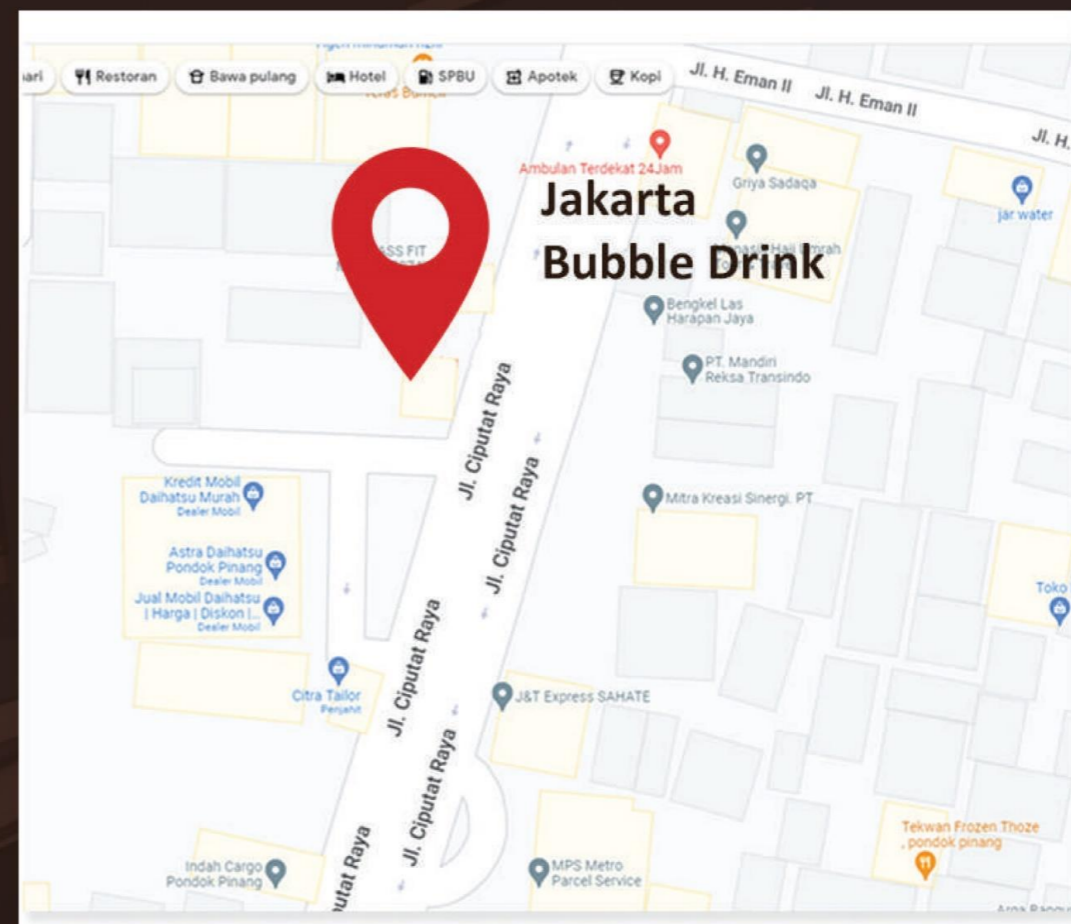 Restoran
Bawa pulang
Hotel
SPBU
Apotek
Kopi
Jl. H. Eman II
Jl. H. Eman II
Jl. H.
Ambulan Terdekat 24Jam
Griya Sadaqa
jar water
Jakarta
Bubble Drink
ASS FIT
Bengkel Las
Harapan Jaya
PT. Mandiri
Reksa Transindo
Jl. Ciputat Raya
Jl. Ciputat Raya
Kredit Mobil
Daihatsu Murah
Dealer Mobil
Mitra Kreasi Sinergi. PT
Astra Daihatsu
Pondok Pinang
Dealer Mobil
Jual Mobil Daihatsu
| Harga | Diskon |...
Dealer Mobil
Toko
Jl. Ciputat Raya
Citra Tailor
Penjahit
J&T Express SAHATE
Jl. Ciputat Raya
Tekwan Frozen Thoze
, pondok pinang
Indah Cargo
Pondok Pinang
utat Raya
MPS Metro
Parcel Service